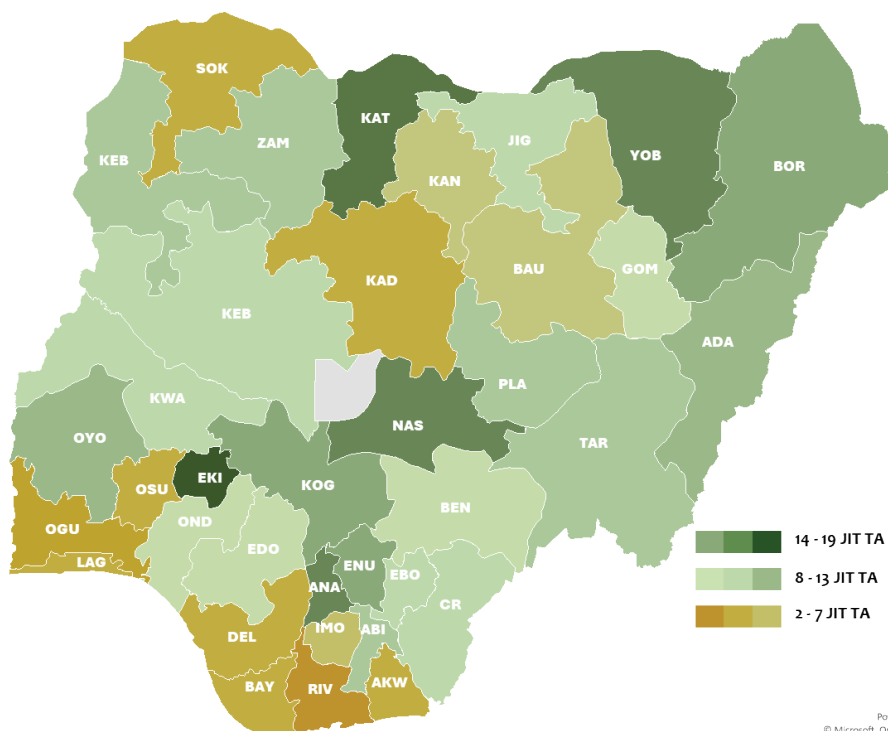 SOK
KAT
ZAM
KEB
JIG
YOB
BOR
KAN
BAU
GOM
KAD
KEB
ADA
PLA
KWA
OYO
NAS
TAR
EKI
KOG
OSU
OND
BEN
OGU
EDO
LAG
ENU
EBO
ANA
CR
IMO
ABI
DEL
BAY
RIV
AKW
14 - 19 JIT TA
8 - 13 JIT TA
2 - 7 JIT TA
Po
© Microsoft, O